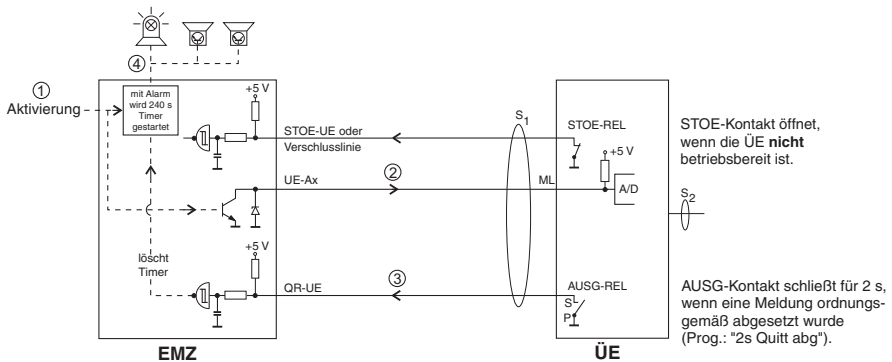 4
1
Aktivierung
mit Alarm
wird 240 s
Timer
gestartet
+5 V
STOE-UE oder
Verschlusslinie
S1
STOE-REL
+5 V
STOE-Kontakt öffnet,
wenn die ÜE nicht
betriebsbereit ist.
UE-Ax
2
ML
A/D
S2
löscht
Timer
+5 V
QR-UE
3
AUSG-REL
S
P
AUSG-Kontakt schließt für 2 s,
wenn eine Meldung ordnungs-
gemäß abgesetzt wurde
(Prog.: "2s Quitt abg").
EMZ
ÜE